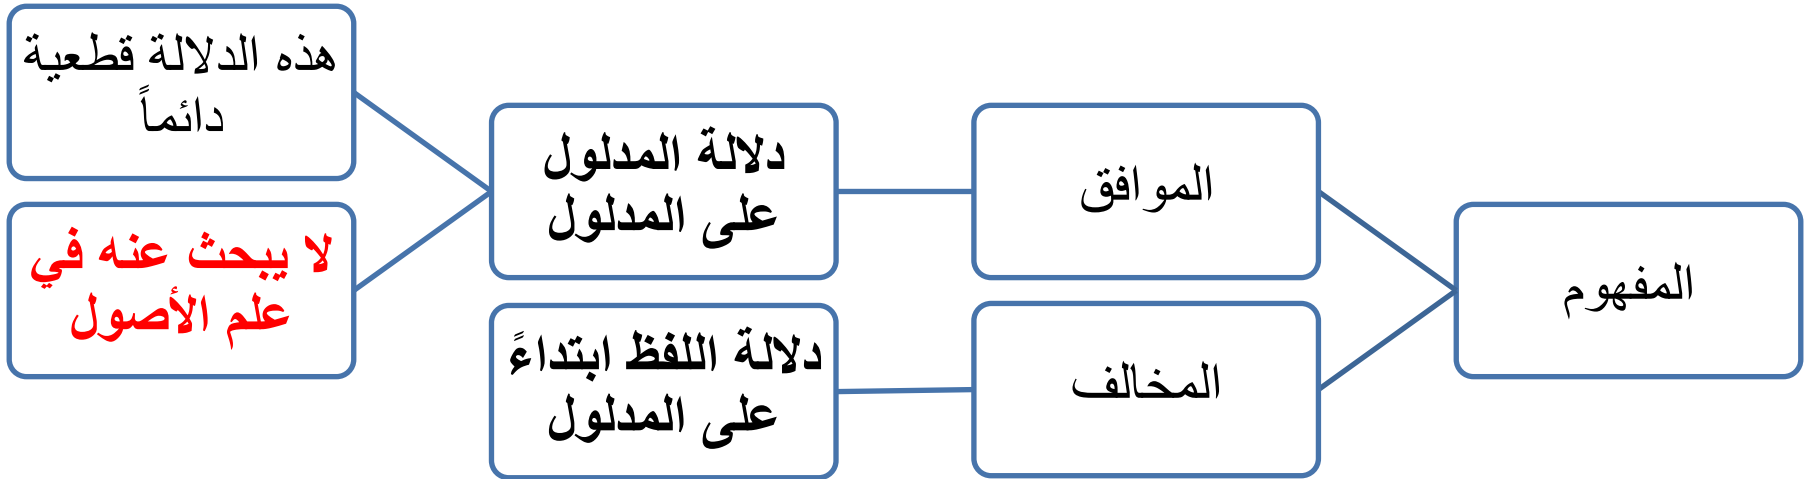 المفهوم
الموافق
دلالة المدلول
على المدلول
هذه الدلالة قطعية
دائماً
لا يبحث عنه في
علم الأصول
المخالف
دلالة اللفظ ابتداءً
على المدلول